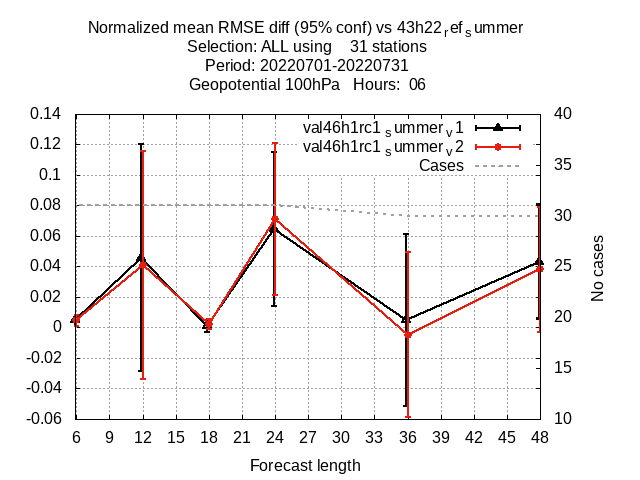 Normalized mean RMSE diff (95% conf) vs 43h22refsummer
Selection: ALL using 31 stations
Period: 20220701-20220731
Geopotential 100hPa Hours: 06
val46h1rc1summerv1
val46h1rc1summerv2
Cases
0.14
0.12
0.1
0.08
0.06
0.04
0.02
0
-0.02
-0.04
-0.06
40
35
30
25
20
15
10
No cases
6 9 12 15 18 21 24 27 30 33 36 39 42 45 48
Forecast length